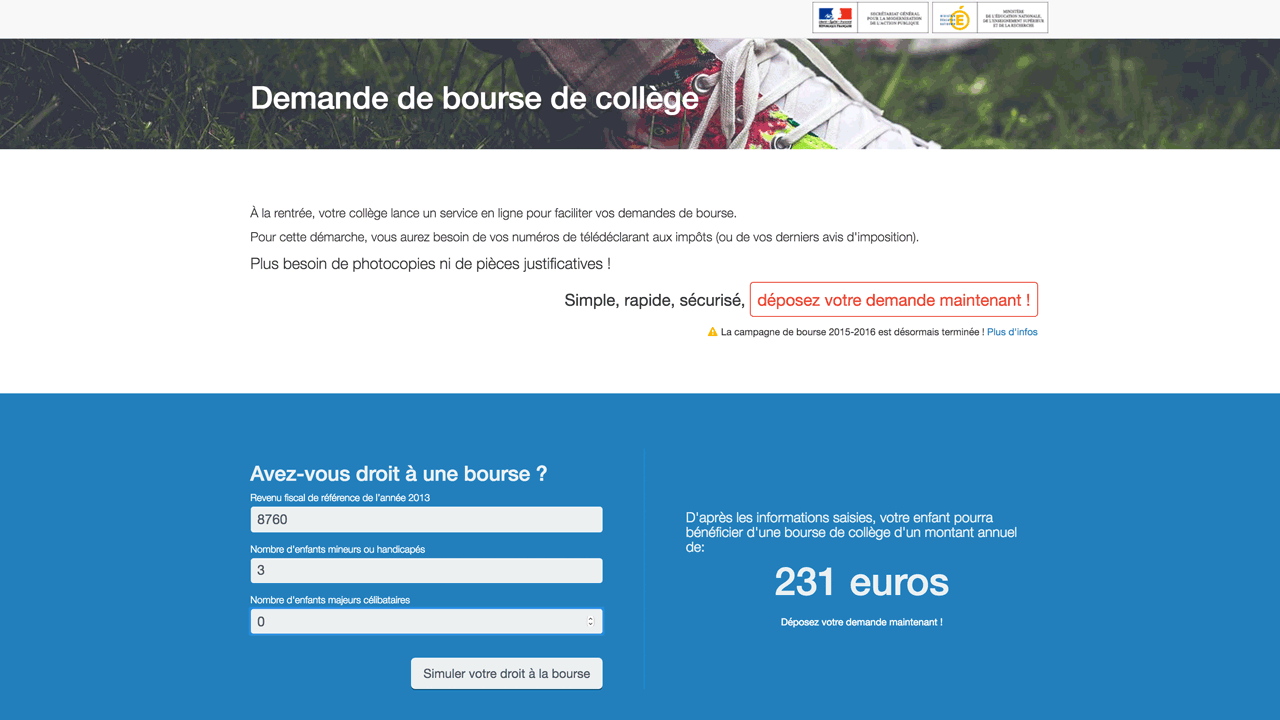 RÉPUBLIQUE FRANÇAISE
SECRÉTARIAT GÉNÉRAL
POUR LA MODERNISATION
DE L'ACTION PUBLIQUE
MINISTÈRE
DE L'ÉDUCATION NATIONALE,
DE L'ENSEIGNEMENT SUPÉRIEUR
ET DE LA RECHERCHE
Demande de bourse de collège
À la rentrée, votre collège lance un service en ligne pour faciliter vos demandes de bourse.
Pour cette démarche, vous aurez besoin de vos numéros de télédéclarant aux impôts (ou de vos derniers avis d'imposition).
Plus besoin de photocopies ni de pièces justificatives !
Simple, rapide, sécurisé, déposez votre demande maintenant !
La campagne de bourse 2015-2016 est désormais terminée ! Plus d'infos
Avez-vous droit à une bourse ?
Revenu fiscal de référence de l'année 2013
8760
Nombre d'enfants mineurs ou handicapés
3
Nombre d'enfants majeurs célibataires
0
Simuler votre droit à la bourse
D'après les informations saisies, votre enfant pourra
bénéficier d'une bourse de collège d'un montant annuel
de:
231 euros
Déposez votre demande maintenant !